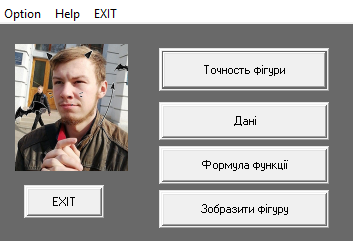 Option Help EXIT
Точность фігури
Дані
Формула функції
EXIT
Зобразити фігуру